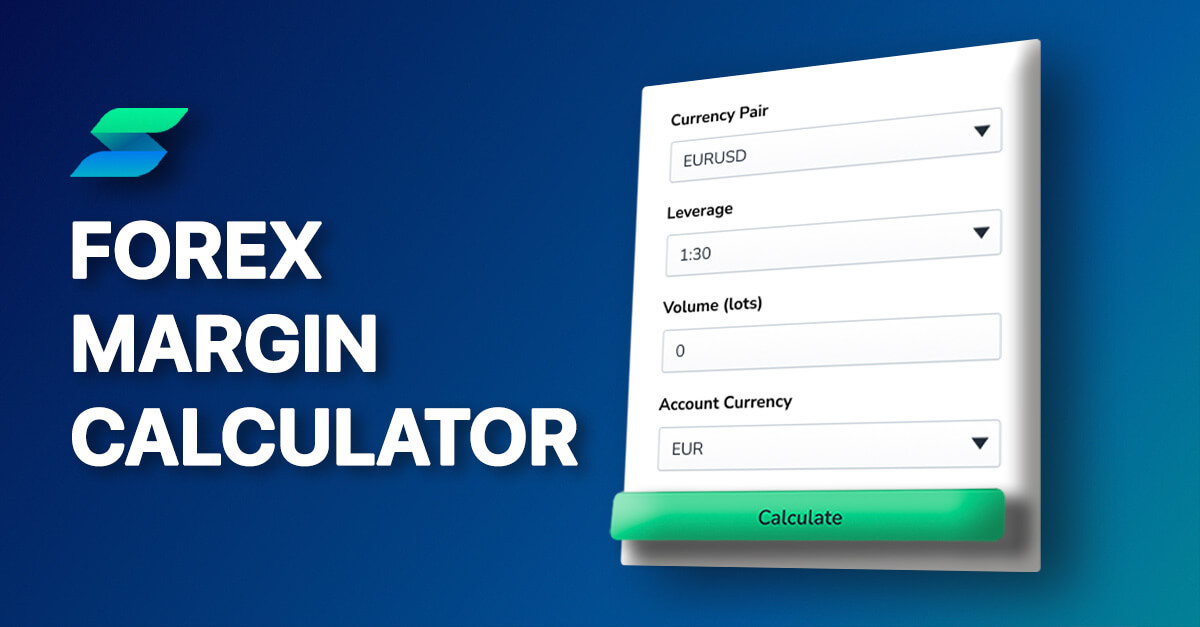 FOREX
MARGIN
CALCULATOR
Currency Pair
EURUSD
Leverage
1:30
Volume (lots)
0
Account Currency
EUR
Calculate